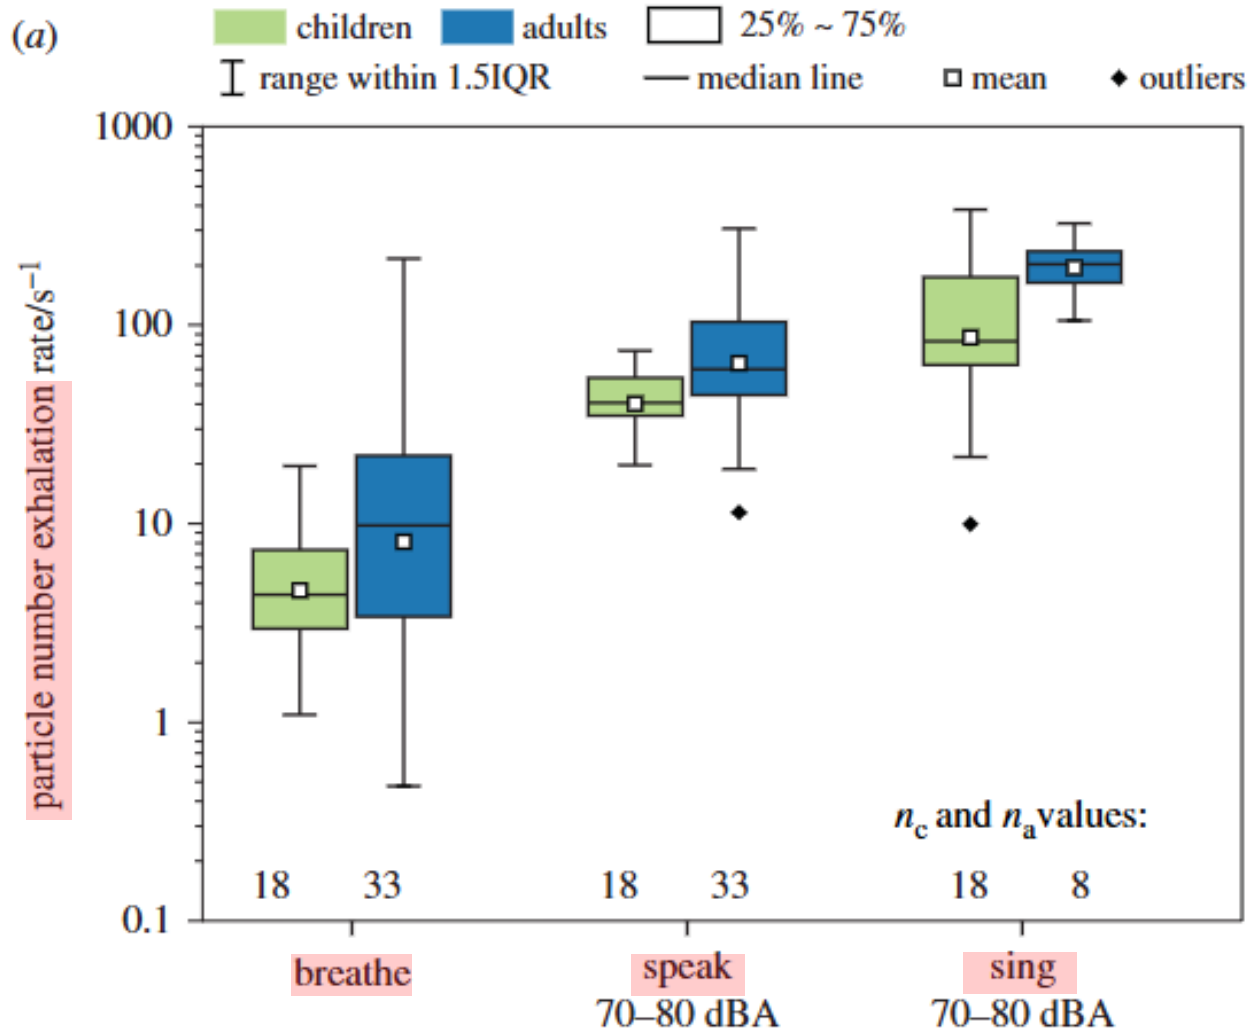 (a) children adults 25% ~ 75%
range within 1.5IQR median line mean outliers
particle number exhalation rate/s⁻¹
1000
100
10
1
0.1
n_c and n_a values:
18 33 18 33 18 8
breathe speak sing
70–80 dBA 70–80 dBA